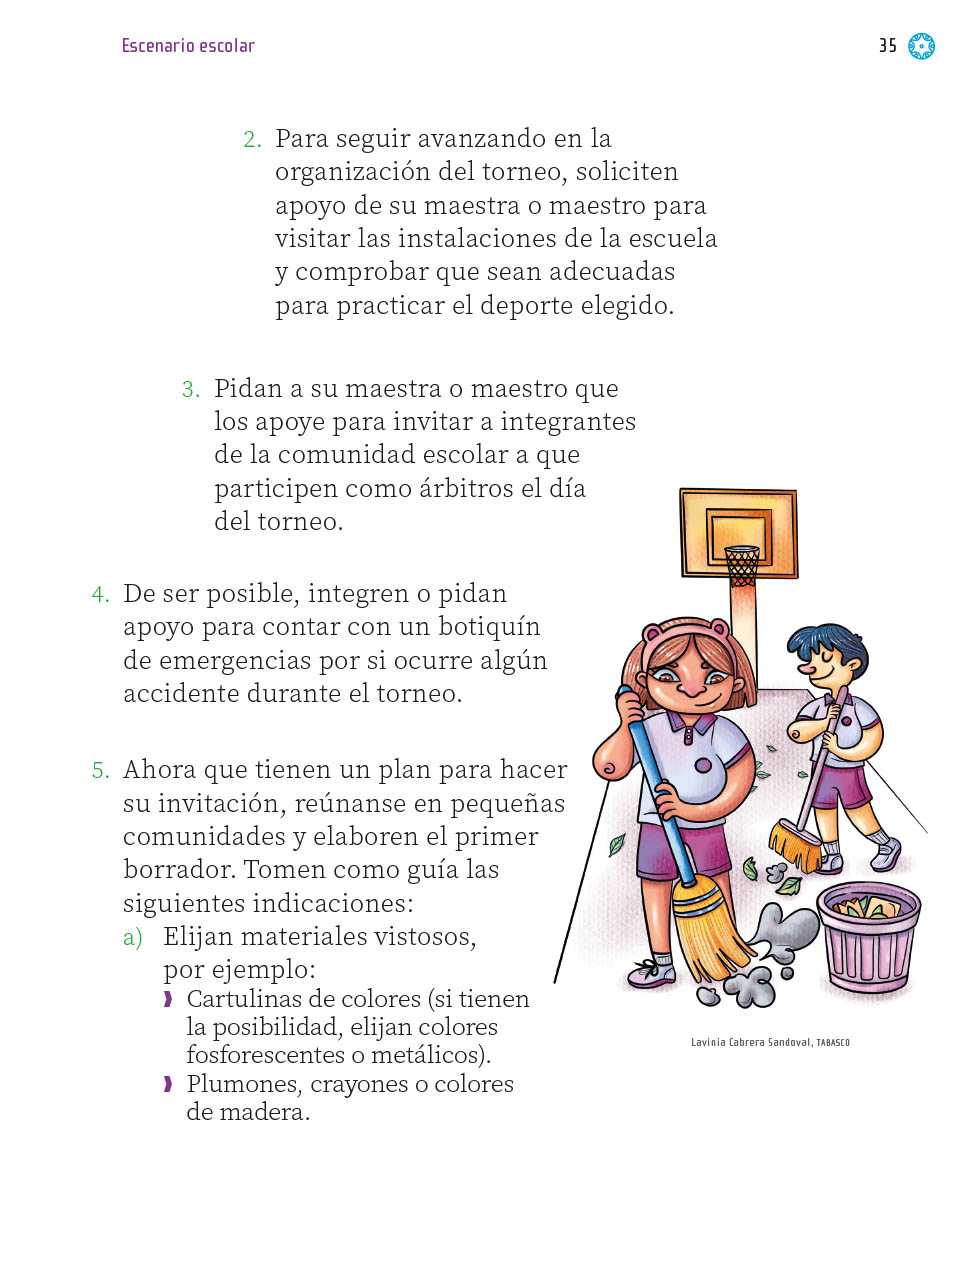 Escenario escolar
35
2. Para seguir avanzando en la
organización del torneo, soliciten
apoyo de su maestra o maestro para
visitar las instalaciones de la escuela
y comprobar que sean adecuadas
para practicar el deporte elegido.
3. Pidan a su maestra o maestro que
los apoye para invitar a integrantes
de la comunidad escolar a que
participen como árbitros el día
del torneo.
4. De ser posible, integren o pidan
apoyo para contar con un botiquín
de emergencias por si ocurre algún
accidente durante el torneo.
5. Ahora que tienen un plan para hacer
su invitación, reúnanse en pequeñas
comunidades y elaboren el primer
borrador. Tomen como guía las
siguientes indicaciones:
a) Elijan materiales vistosos,
por ejemplo:
Cartulinas de colores (si tienen
la posibilidad, elijan colores
fosforescentes o metálicos).
Plumones, crayones o colores
de madera.
Lavinia Cabrera Sandoval, TABASCO